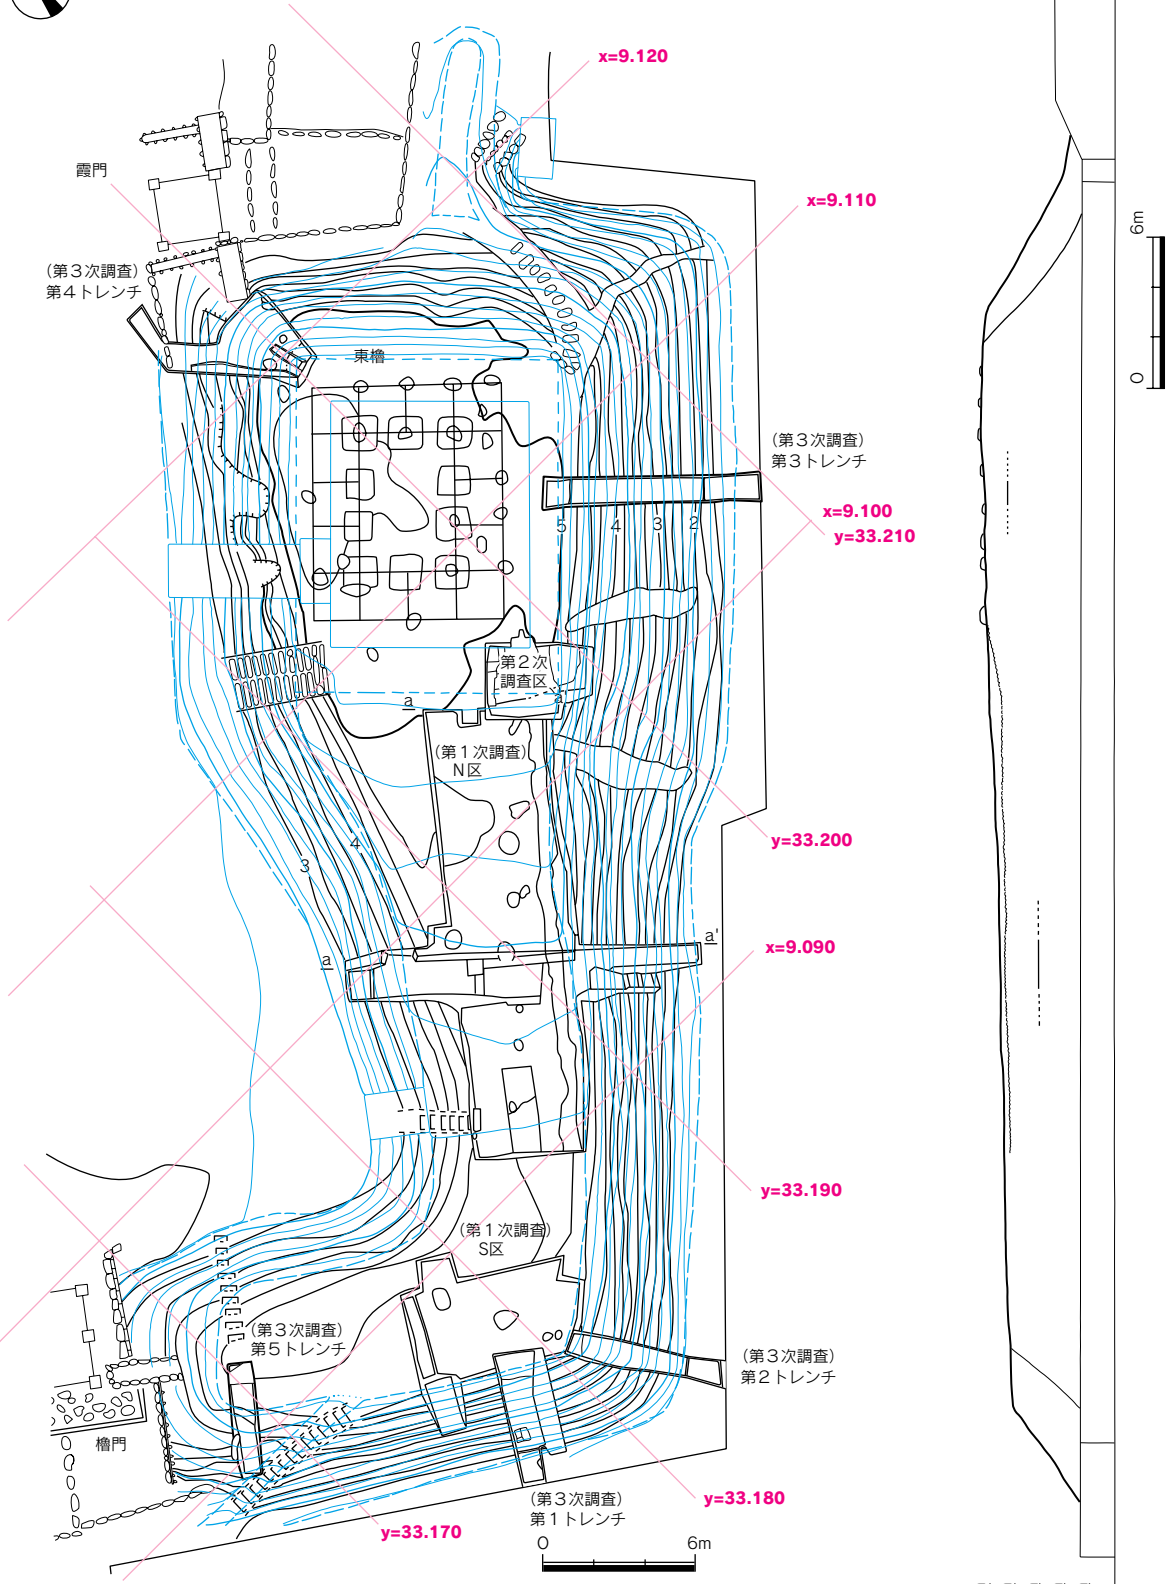 x=9.120
霞門
x=9.110
6m
0
(第3次調査)
第4トレンチ
東櫓
(第3次調査)
第3トレンチ
x=9.100
y=33.210
5
4
3
2
第2次
調査区
a
a'
(第1次調査)
N区
y=33.200
4
3
a
a'
x=9.090
y=33.190
(第1次調査)
S区
(第3次調査)
第5トレンチ
(第3次調査)
第2トレンチ
櫓門
(第3次調査)
第1トレンチ
y=33.180
y=33.170
0
6m